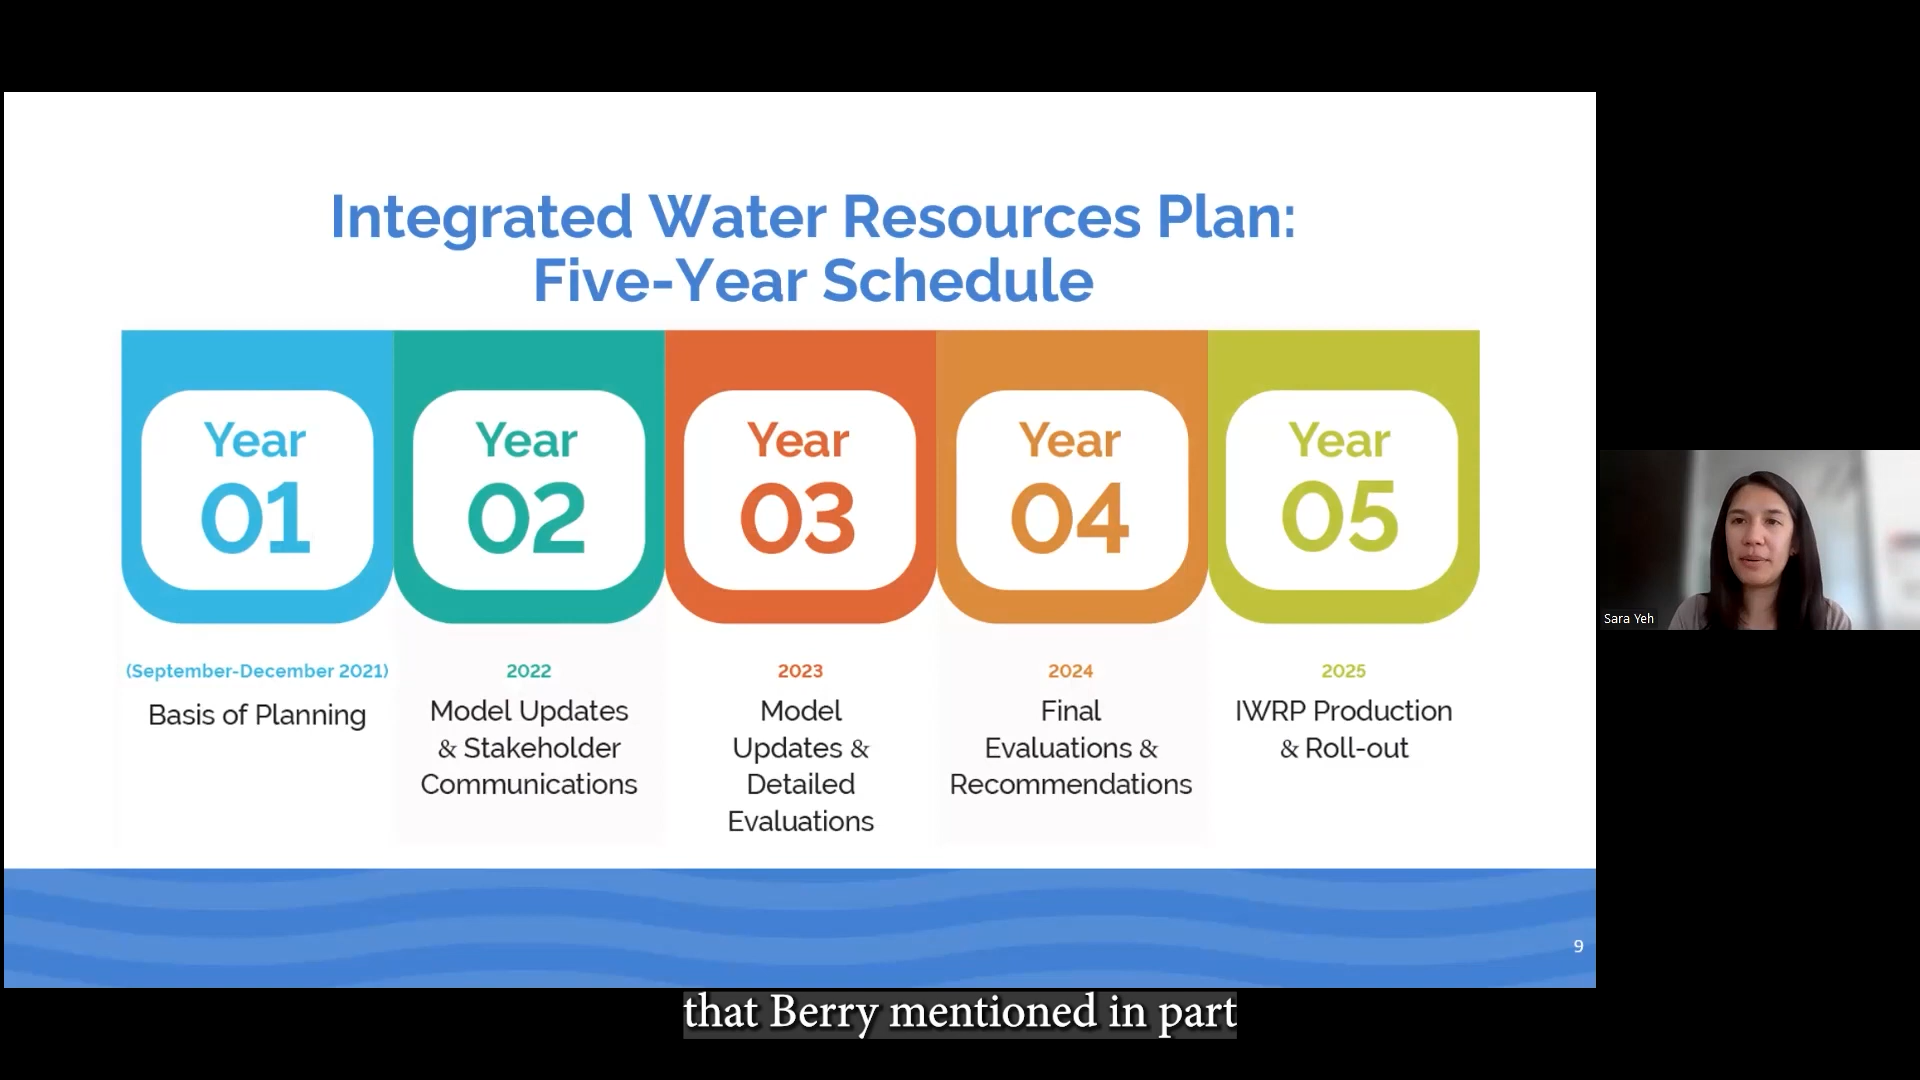 Integrated Water Resources Plan:
Five-Year Schedule
Year
01
Year
02
Year
03
Year
04
Year
05
(September-December 2021)
Basis of Planning
2022
Model Updates
& Stakeholder
Communications
2023
Model
Updates &
Detailed
Evaluations
2024
Final
Evaluations &
Recommendations
2025
IWRP Production
& Roll-out
9
Sara Yeh
that Berry mentioned in part